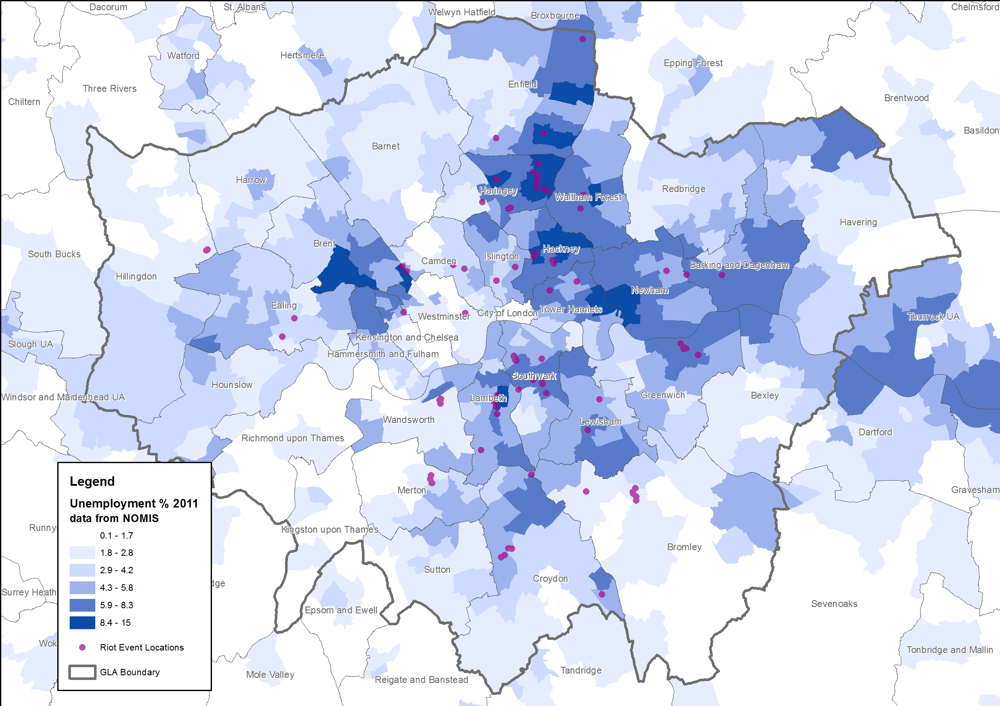 Dacorum
St. Albans
Welwyn Hatfield
Broxbourne
Chelmsford
Watford
Hertsmere
Epping Forest
Three Rivers
Enfield
Chiltern
Brentwood
Basildon
Barnet
Harrow
Haringey
Waltham Forest
Redbridge
Havering
Brent
South Bucks
Hackney
Islington
Camden
Barking and Dagenham
Hillingdon
Newham
Ealing
City of London
Tower Hamlets
Westminster
Thurrock UA
Kensington and Chelsea
Slough UA
Hammersmith and Fulham
Southwark
Hounslow
Windsor and Maidenhead UA
Lambeth
Greenwich
Bexley
Wandsworth
Lewisham
Dartford
Richmond upon Thames
Merton
Gravesham
Runny
Kingston upon Thames
Bromley
Sutton
Croydon
dge
Surrey Heath
Epsom and Ewell
Sevenoaks
Wok
Tonbridge and Malling
Mole Valley
Reigate and Banstead
Tandridge
Legend
Unemployment % 2011
data from NOMIS
0.1 - 1.7
1.8 - 2.8
2.9 - 4.2
4.3 - 5.8
5.9 - 8.3
8.4 - 15
Riot Event Locations
GLA Boundary